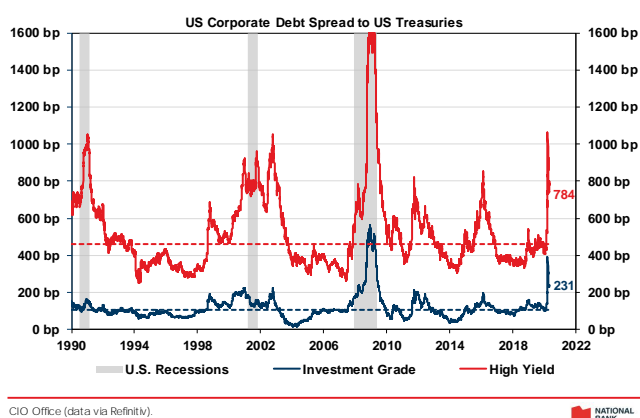 US Corporate Debt Spread to US Treasuries
1600 bp 1600 bp
1400 bp 1400 bp
1200 bp 1200 bp
1000 bp 1000 bp
800 bp 800 bp
784
600 bp 600 bp
400 bp 400 bp
231
200 bp 200 bp
0 bp 0 bp
1990 1994 1998 2002 2006 2010 2014 2018 2022
U.S. Recessions Investment Grade High Yield
CIO Office (data via Refinitiv).
NATIONAL
BANK